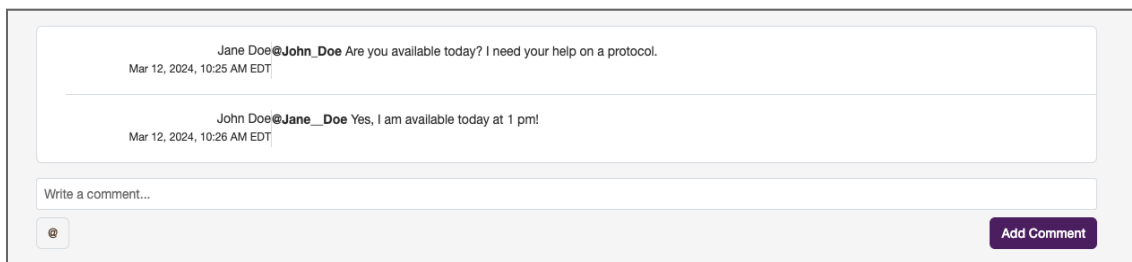 Jane Doe@John_Doe Are you available today? I need your help on a protocol.
Mar 12, 2024, 10:25 AM EDT
John Doe@Jane__Doe Yes, I am available today at 1 pm!
Mar 12, 2024, 10:26 AM EDT
Write a comment...
@
Add Comment